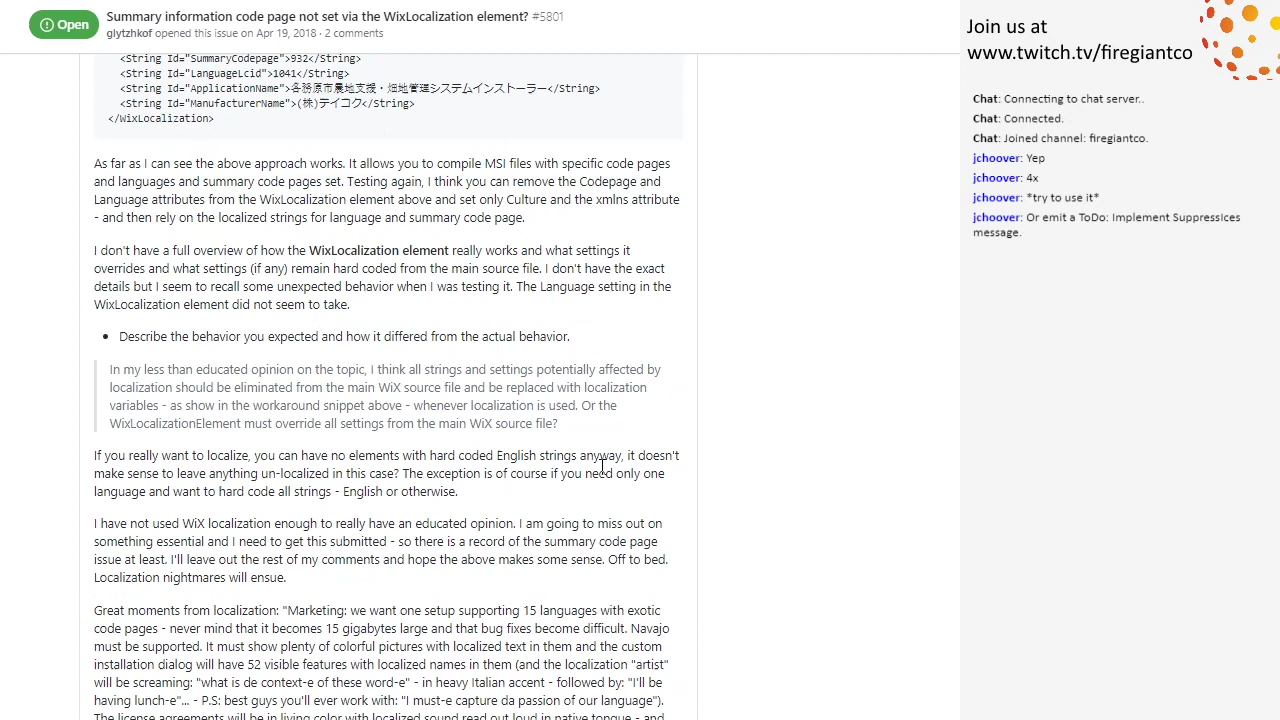 Open
Summary information code page not set via the WixLocalization element? #5801
glytzhkof opened this issue on Apr 19, 2018 · 2 comments
<String Id="SummaryCodepage">932</String>
<String Id="LanguageLcid">1041</String>
<String Id="ApplicationName">各務原市農地支援・畑地管理システムインストーラー</String>
<String Id="ManufacturerName">(株)テイコク</String>
</WixLocalization>
As far as I can see the above approach works. It allows you to compile MSI files with specific code pages
and languages and summary code pages set. Testing again, I think you can remove the Codepage and
Language attributes from the WixLocalization element above and set only Culture and the xmlns attribute
- and then rely on the localized strings for language and summary code page.
I don't have a full overview of how the WixLocalization element really works and what settings it
overrides and what settings (if any) remain hard coded from the main source file. I don't have the exact
details but I seem to recall some unexpected behavior when I was testing it. The Language setting in the
WixLocalization element did not seem to take.
• Describe the behavior you expected and how it differed from the actual behavior.
In my less than educated opinion on the topic, I think all strings and settings potentially affected by
localization should be eliminated from the main WiX source file and be replaced with localization
variables - as show in the workaround snippet above - whenever localization is used. Or the
WixLocalizationElement must override all settings from the main WiX source file?
If you really want to localize, you can have no elements with hard coded English strings anyway, it doesn't
make sense to leave anything un-localized in this case? The exception is of course if you need only one
language and want to hard code all strings - English or otherwise.
I have not used WiX localization enough to really have an educated opinion. I am going to miss out on
something essential and I need to get this submitted - so there is a record of the summary code page
issue at least. I'll leave out the rest of my comments and hope the above makes some sense. Off to bed.
Localization nightmares will ensue.
Great moments from localization: "Marketing: we want one setup supporting 15 languages with exotic
code pages - never mind that it becomes 15 gigabytes large and that bug fixes become difficult. Navajo
must be supported. It must show plenty of colorful pictures with localized text in them and the custom
installation dialog will have 52 visible features with localized names in them (and the localization "artist"
will be screaming: "what is de context-e of these word-e" - in heavy Italian accent - followed by: "I'll be
having lunch-e"... - P.S: best guys you'll ever work with: "I must-e capture da passion of our language").
The license agreements will be in living color with localized sound read out loud in native tongue - and
Join us at
www.twitch.tv/firegiantco
Chat: Connecting to chat server..
Chat: Connected.
Chat: Joined channel: firegiantco.
jchoover: Yep
jchoover: 4x
jchoover: *try to use it*
jchoover: Or emit a ToDo: Implement SuppressIces
message.